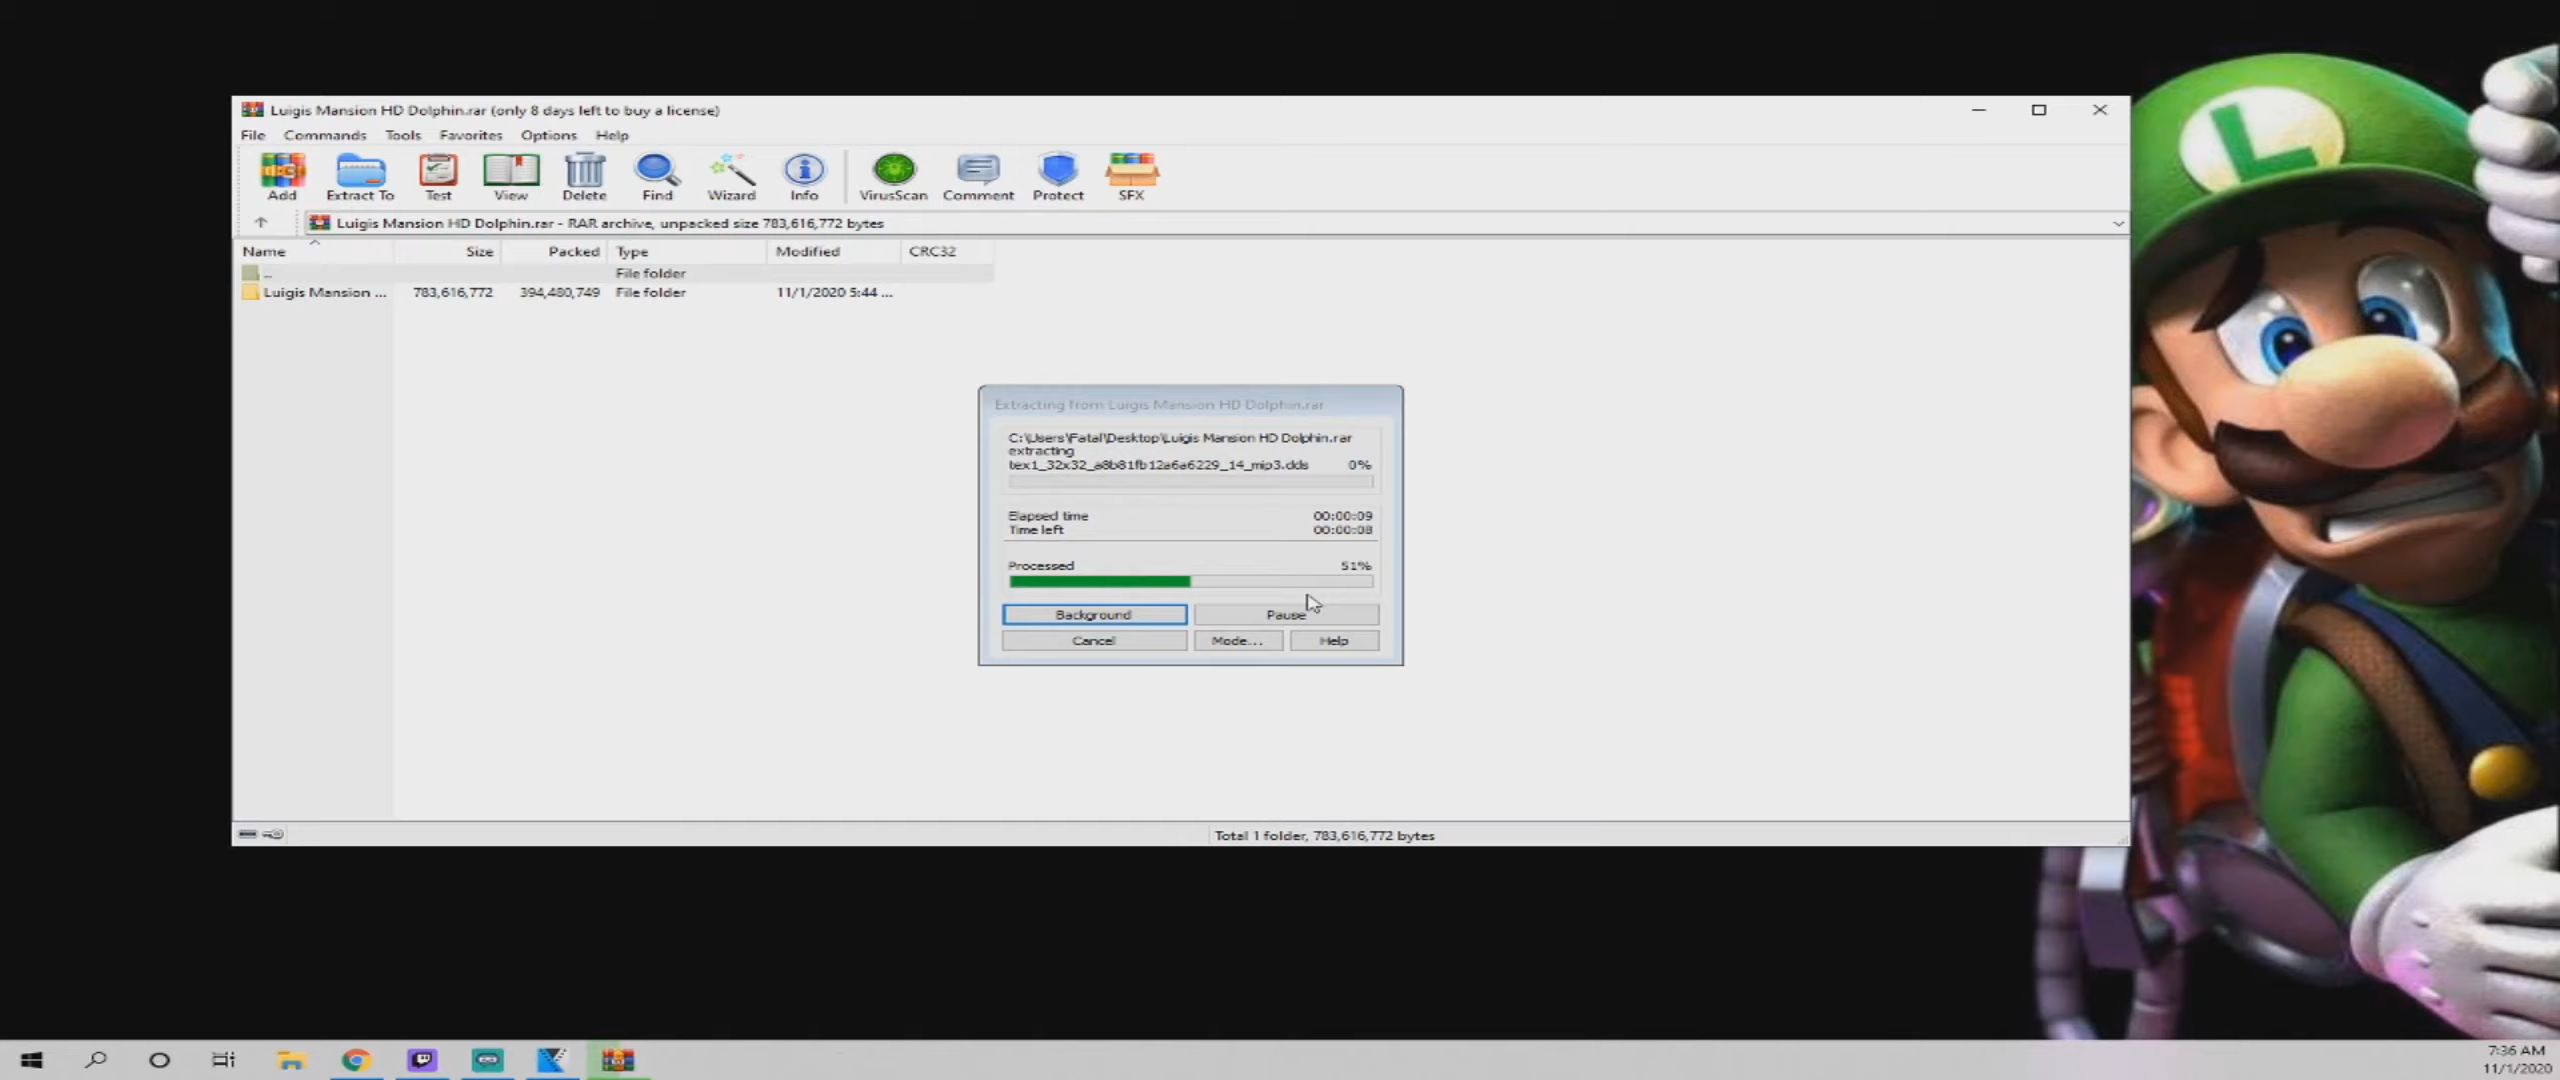 Luigis Mansion HD Dolphin.rar (only 8 days left to buy a license)
File Commands Tools Favorites Options Help
Add Extract To Test View Delete Find Wizard Info VirusScan Comment Protect SFX
Luigis Mansion HD Dolphin.rar - RAR archive, unpacked size 783,616,772 bytes
Name Size Packed Type Modified CRC32
.. File folder
Luigis Mansion ... 783,616,772 394,480,749 File folder 11/1/2020 5:44 ...
Extracting from Luigis Mansion HD Dolphin.rar
C:\Users\Fatal\Desktop\Luigis Mansion HD Dolphin.rar
extracting
tex1_32x32_a8b81fb12a6a6229_14_mip3.dds 0%
Elapsed time 00:00:09
Time left 00:00:08
Processed 51%
Background Pause
Cancel Mode... Help
Total 1 folder, 783,616,772 bytes
L
7:36 AM
11/1/2020